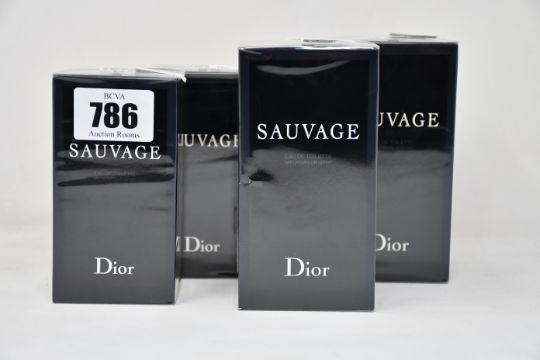 BCVA
786
Auction Rooms
SAUVAGE
Dior
UVAGE
Dior
SAUVAGE
EAU DE TOILETTE
Dior
UVAGE
Dior